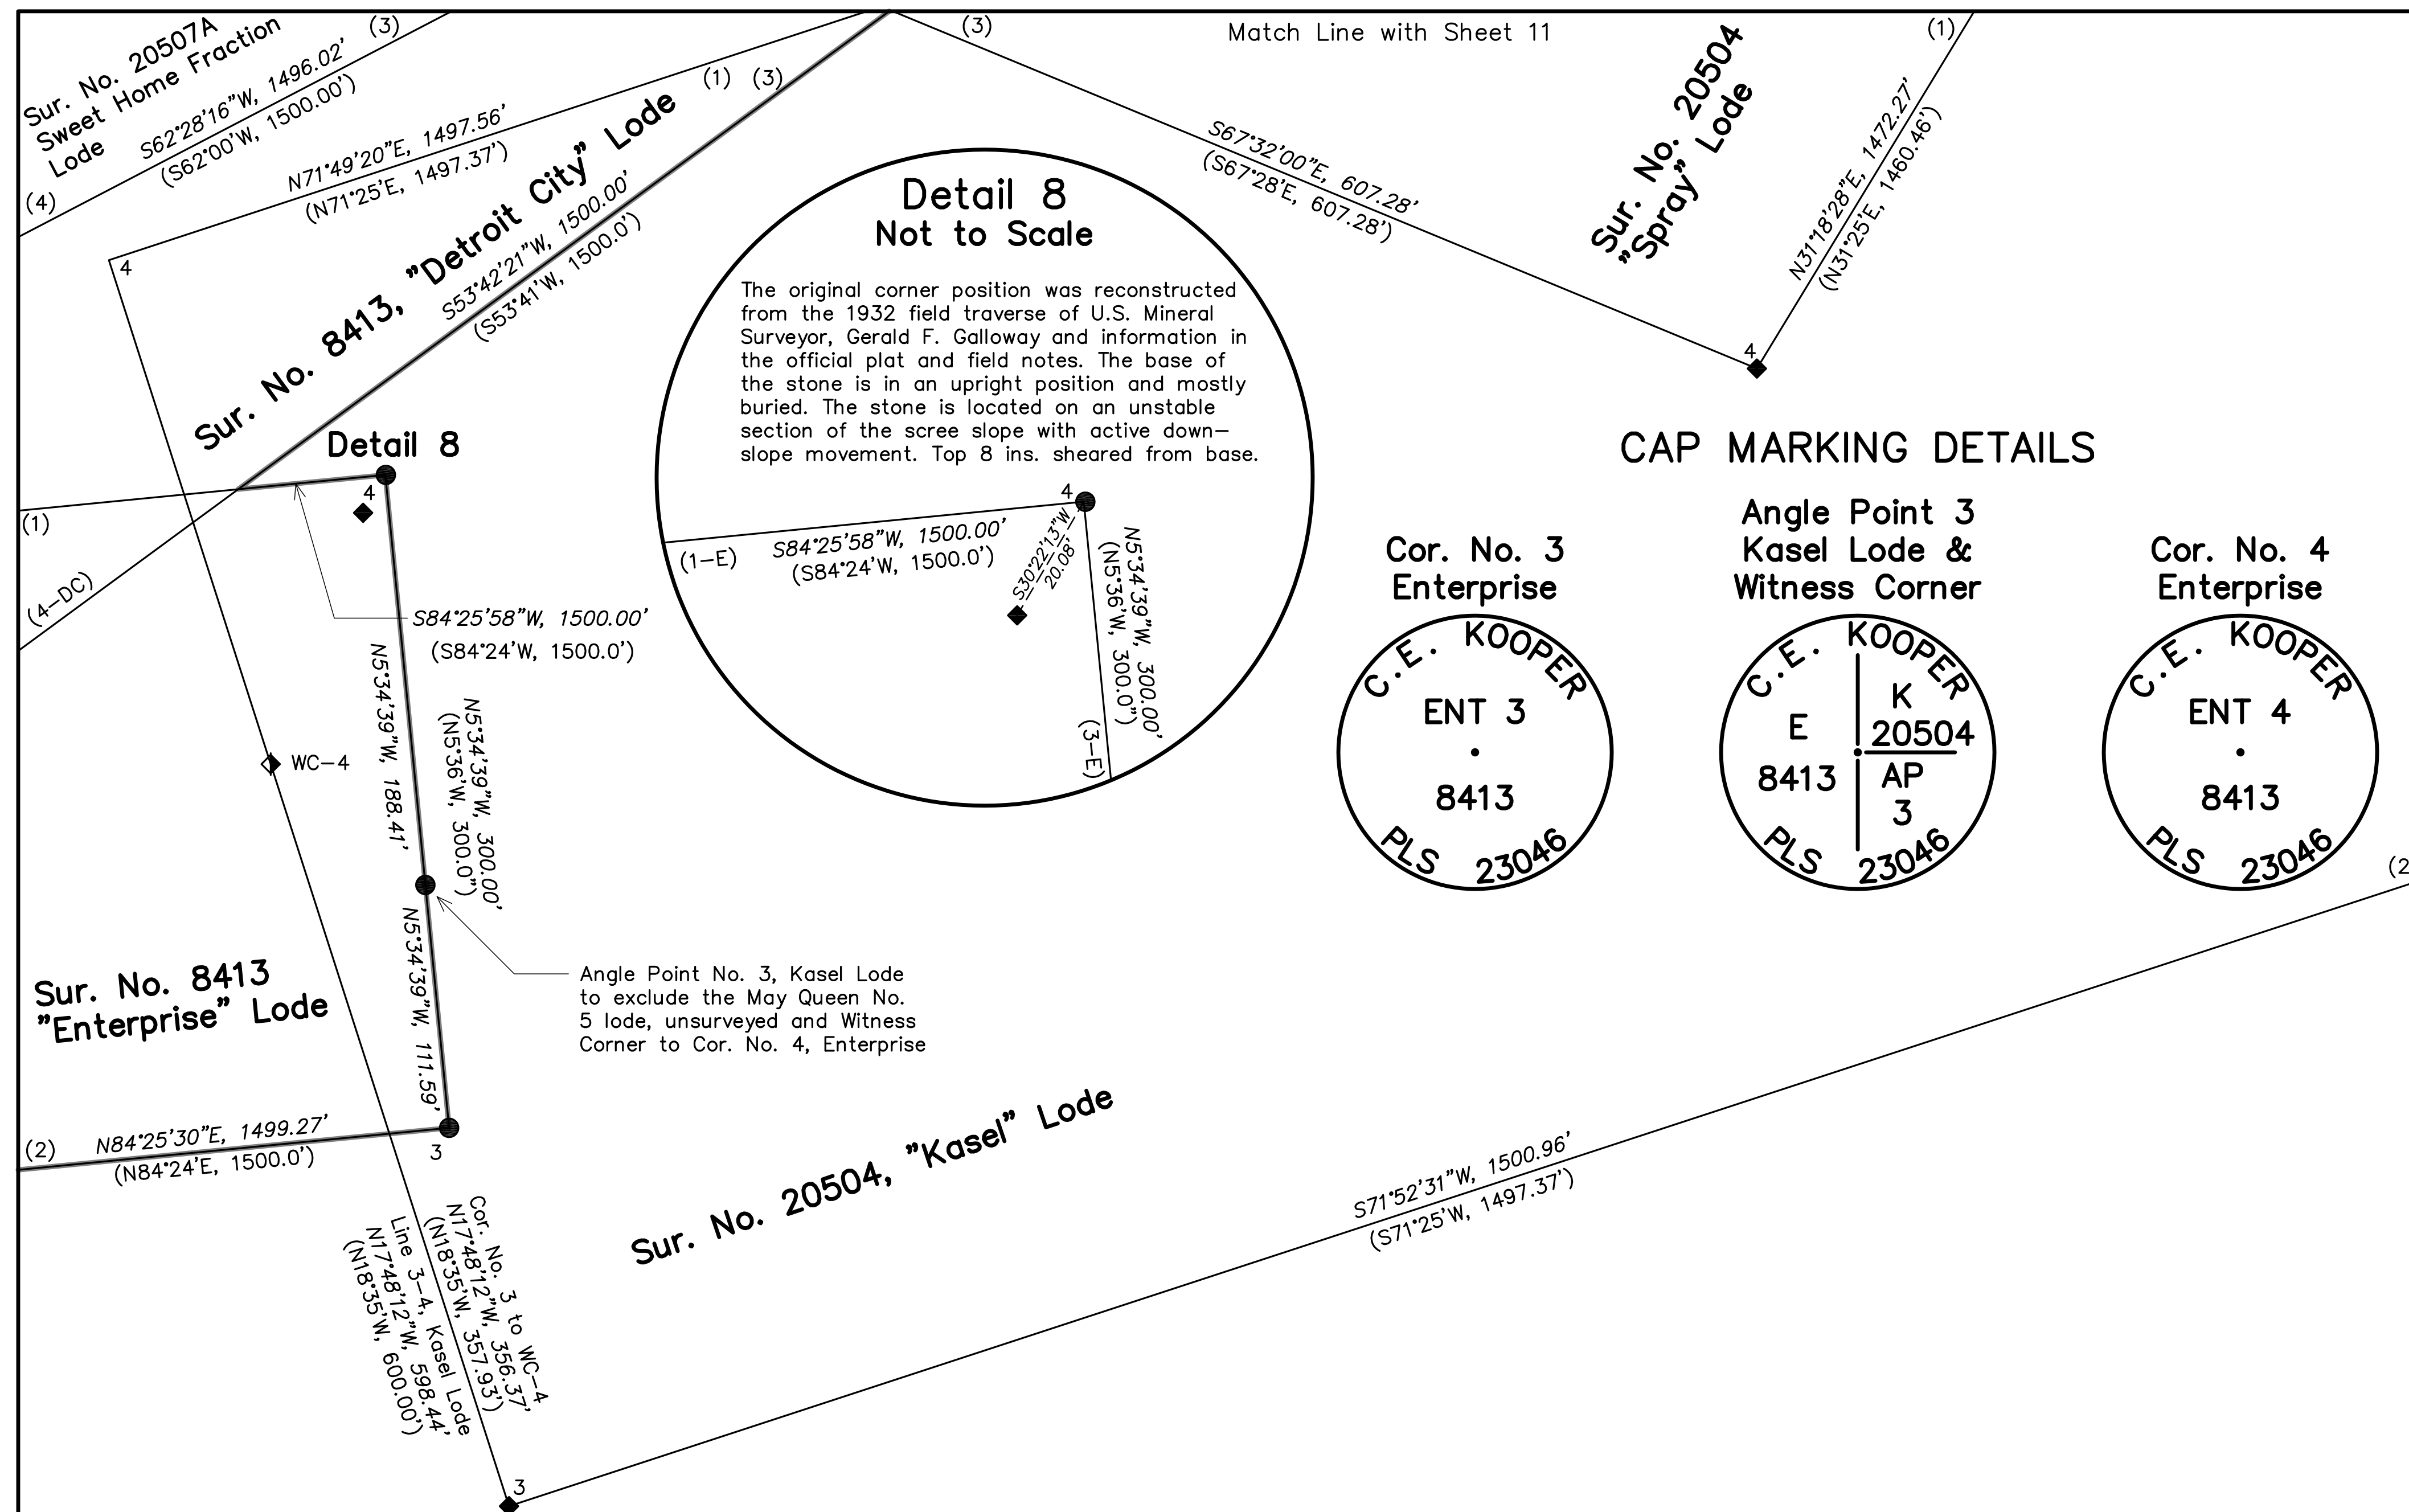 Match Line with Sheet 11
Sur. No. 20507A
Sweet Home Fraction
Lode
(3)
S62°28'16"W, 1496.02'
(S62°00'W, 1500.00')
(4)
N71°49'20"E, 1497.56'
(N71°25'E, 1497.37')
(1)
(3)
4
Sur. No. 8413, "Detroit City" Lode
S53°42'21"W, 1500.00'
(S53°41'W, 1500.0')
(3)
S67°32'00"E, 607.28'
(S67°28'E, 607.28')
Sur. No. 20504
"Spray" Lode
(1)
N31°18'28"E, 1472.27'
(N31°25'E, 1460.46')
4
Detail 8
Not to Scale
The original corner position was reconstructed
from the 1932 field traverse of U.S. Mineral
Surveyor, Gerald F. Galloway and information in
the official plat and field notes. The base of
the stone is in an upright position and mostly
buried. The stone is located on an unstable
section of the scree slope with active down-
slope movement. Top 8 ins. sheared from base.
4
(1-E)
S84°25'58"W, 1500.00'
(S84°24'W, 1500.0')
S30°22'13"W
20.08'
N5°34'39"W, 300.00'
(N5°36'W, 300.0")
(3-E)
Detail 8
4
(1)
(4-DC)
S84°25'58"W, 1500.00'
(S84°24'W, 1500.0')
N5°34'39"W, 188.41'
N5°34'39"W, 300.00'
(N5°36'W, 300.0")
WC-4
N5°34'39"W, 111.59'
Angle Point No. 3, Kasel Lode
to exclude the May Queen No.
5 lode, unsurveyed and Witness
Corner to Cor. No. 4, Enterprise
Sur. No. 8413
"Enterprise" Lode
(2)
N84°25'30"E, 1499.27'
(N84°24'E, 1500.0')
3
Cor. No. 3 to WC-4
N17°48'12"W, 356.37'
(N18°35'W, 357.93')
Line 3-4, Kasel Lode
N17°48'12"W, 598.44'
(N18°35'W, 600.00')
3
Sur. No. 20504, "Kasel" Lode
S71°52'31"W, 1500.96'
(S71°25'W, 1497.37')
(2
CAP MARKING DETAILS
Cor. No. 3
Enterprise
C.E. KOOPER
ENT 3
8413
PLS 23046
Angle Point 3
Kasel Lode &
Witness Corner
C.E. KOOPER
E
8413
K
20504
AP
3
PLS 23046
Cor. No. 4
Enterprise
C.E. KOOPER
ENT 4
8413
PLS 23046